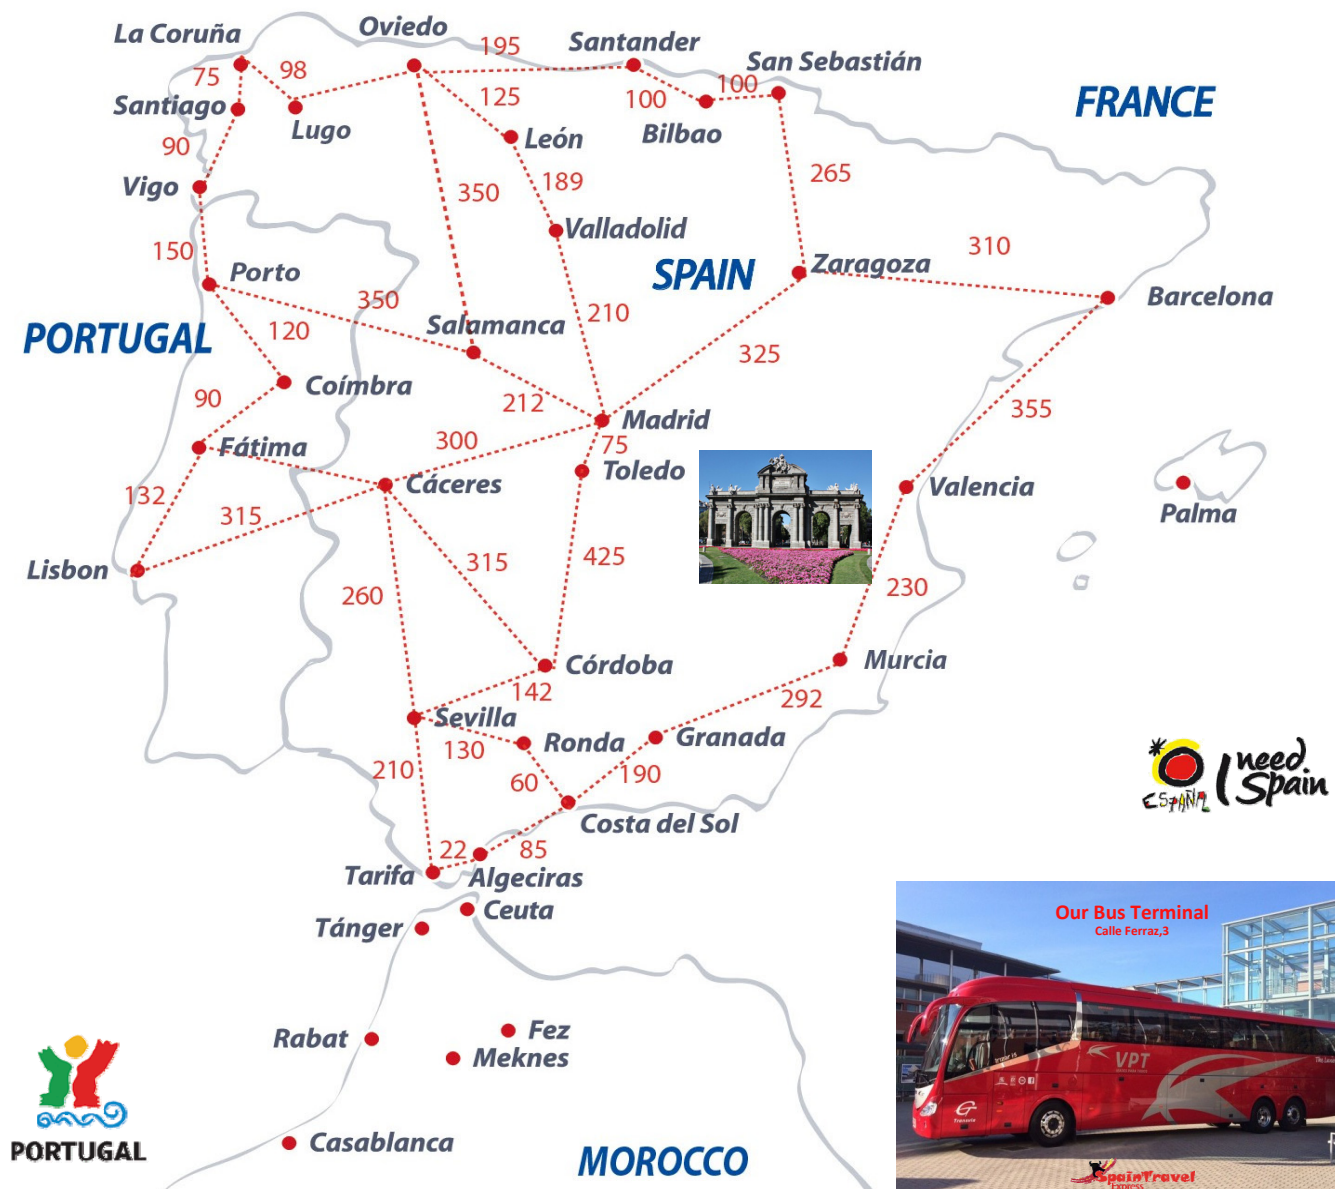 La Coruña
Oviedo
195
Santander
San Sebastián
75
98
125
100
100
FRANCE
Santiago
Lugo
León
Bilbao
90
Vigo
350
189
265
Valladolid
150
Porto
SPAIN
310
Zaragoza
350
Barcelona
PORTUGAL
120
Salamanca
210
325
Coímbra
90
212
355
Madrid
Fátima
300
75
Cáceres
Toledo
Valencia
132
315
Palma
Lisbon
315
425
260
230
Córdoba
Murcia
142
292
Sevilla
130
Ronda
Granada
210
60
190
need
I Spain
ESPAÑA
Costa del Sol
22
85
Tarifa
Algeciras
Ceuta
Tánger
Our Bus Terminal
Calle Ferraz,3
Rabat
Fez
Meknes
VPT
PORTUGAL
Casablanca
MOROCCO
SpainTravel
Express